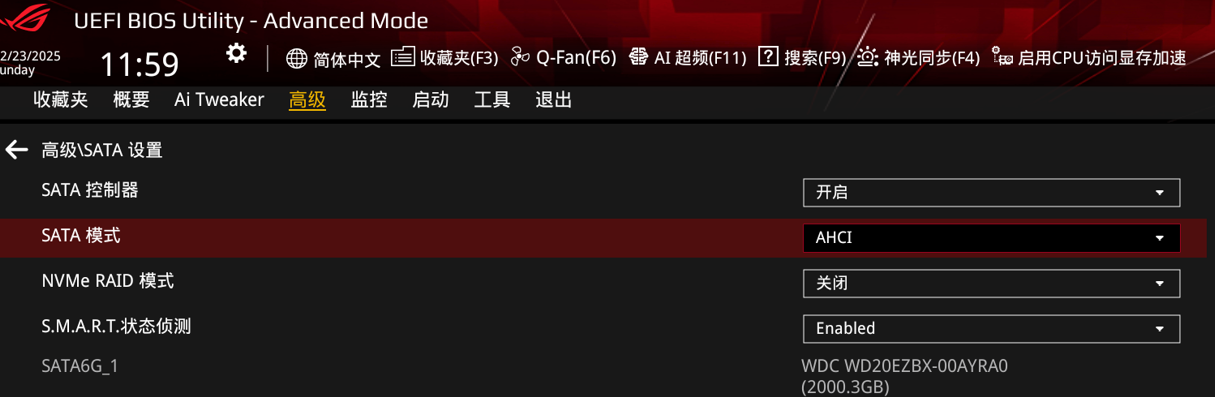 UEFI BIOS Utility - Advanced Mode
2/23/2025
unday
11:59
简体中文 收藏夹(F3) Q-Fan(F6) AI 超频(F11) ? 搜索(F9) 神光同步(F4) 启用CPU访问显存加速
收藏夹 概要 Ai Tweaker 高级 监控 启动 工具 退出
高级\SATA 设置
SATA 控制器 开启
SATA 模式 AHCI
NVMe RAID 模式 关闭
S.M.A.R.T.状态侦测 Enabled
SATA6G_1 WDC WD20EZBX-00AYRA0
(2000.3GB)